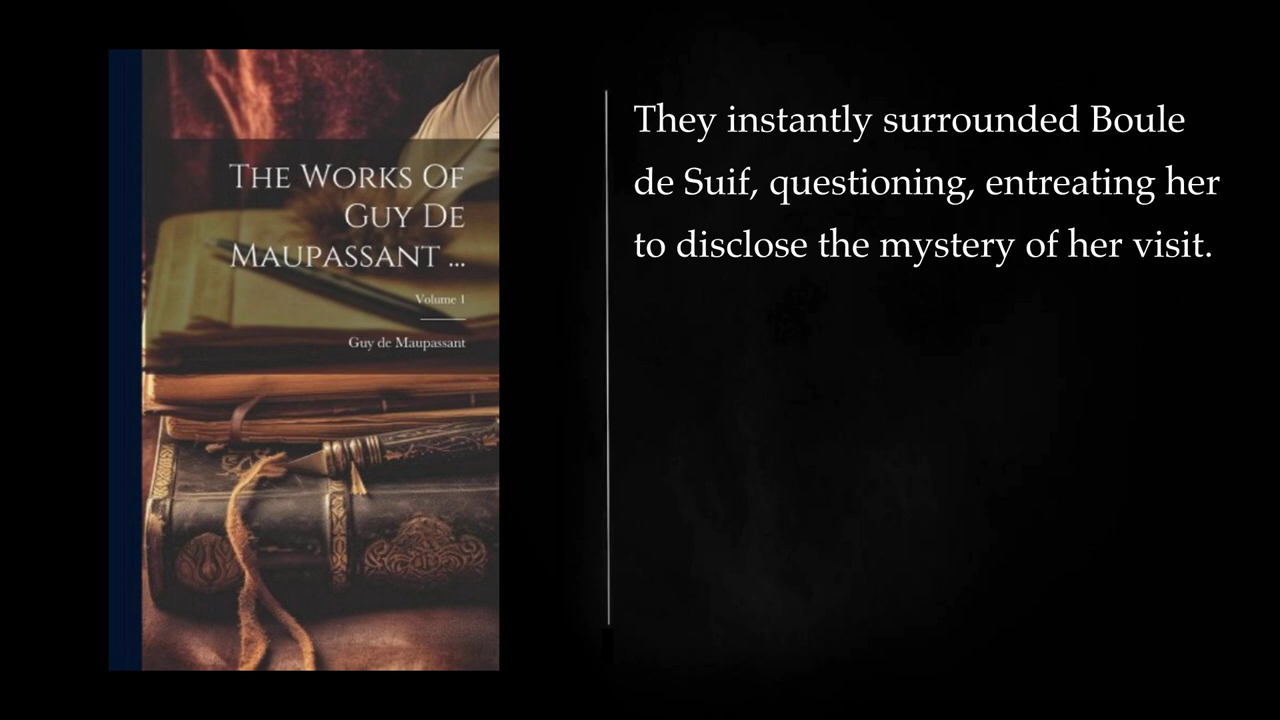 The Works Of
Guy De
Maupassant ...
Volume 1
Guy de Maupassant
They instantly surrounded Boule
de Suif, questioning, entreating her
to disclose the mystery of her visit.